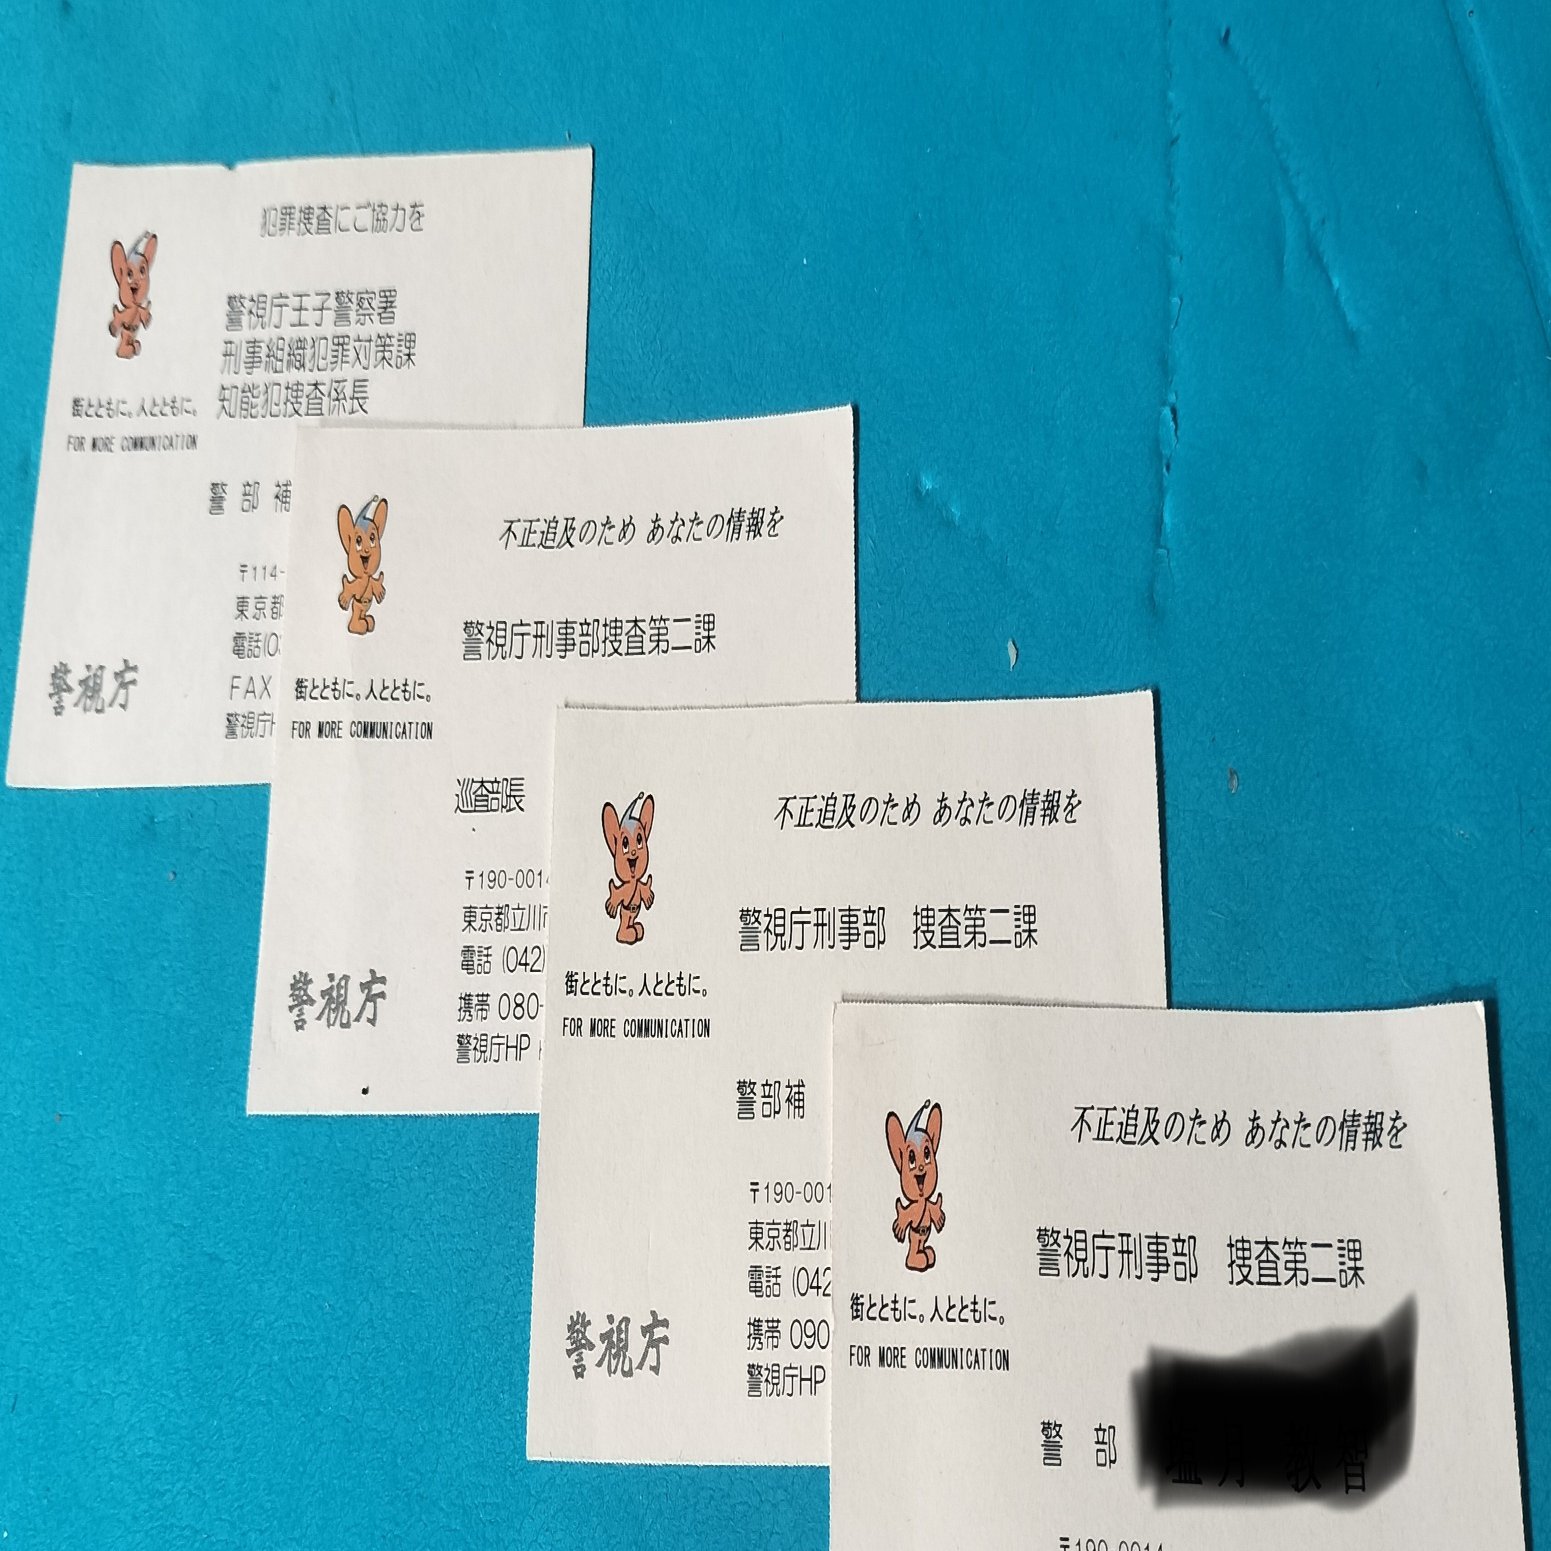 犯罪捜査にご協力を
警視庁王子警察署
刑事組織犯罪対策課
知能犯捜査係長
街とともに。人とともに。
FOR MORE COMMUNICATION
警 部 補
〒114-
東京都
電話(03
FAX
警視庁H
警視庁
不正追及のため あなたの情報を
警視庁刑事部捜査第二課
街とともに。人とともに。
FOR MORE COMMUNICATION
巡査部長
〒190-0014
東京都立川市
電話 (042)
携帯 080-
警視庁HP
警視庁
不正追及のため あなたの情報を
警視庁刑事部 捜査第二課
街とともに。人とともに。
FOR MORE COMMUNICATION
警部補
〒190-001
東京都立川
電話 (042
携帯 090
警視庁HP
警視庁
不正追及のため あなたの情報を
警視庁刑事部 捜査第二課
街とともに。人とともに。
FOR MORE COMMUNICATION
警 部
〒190-0014